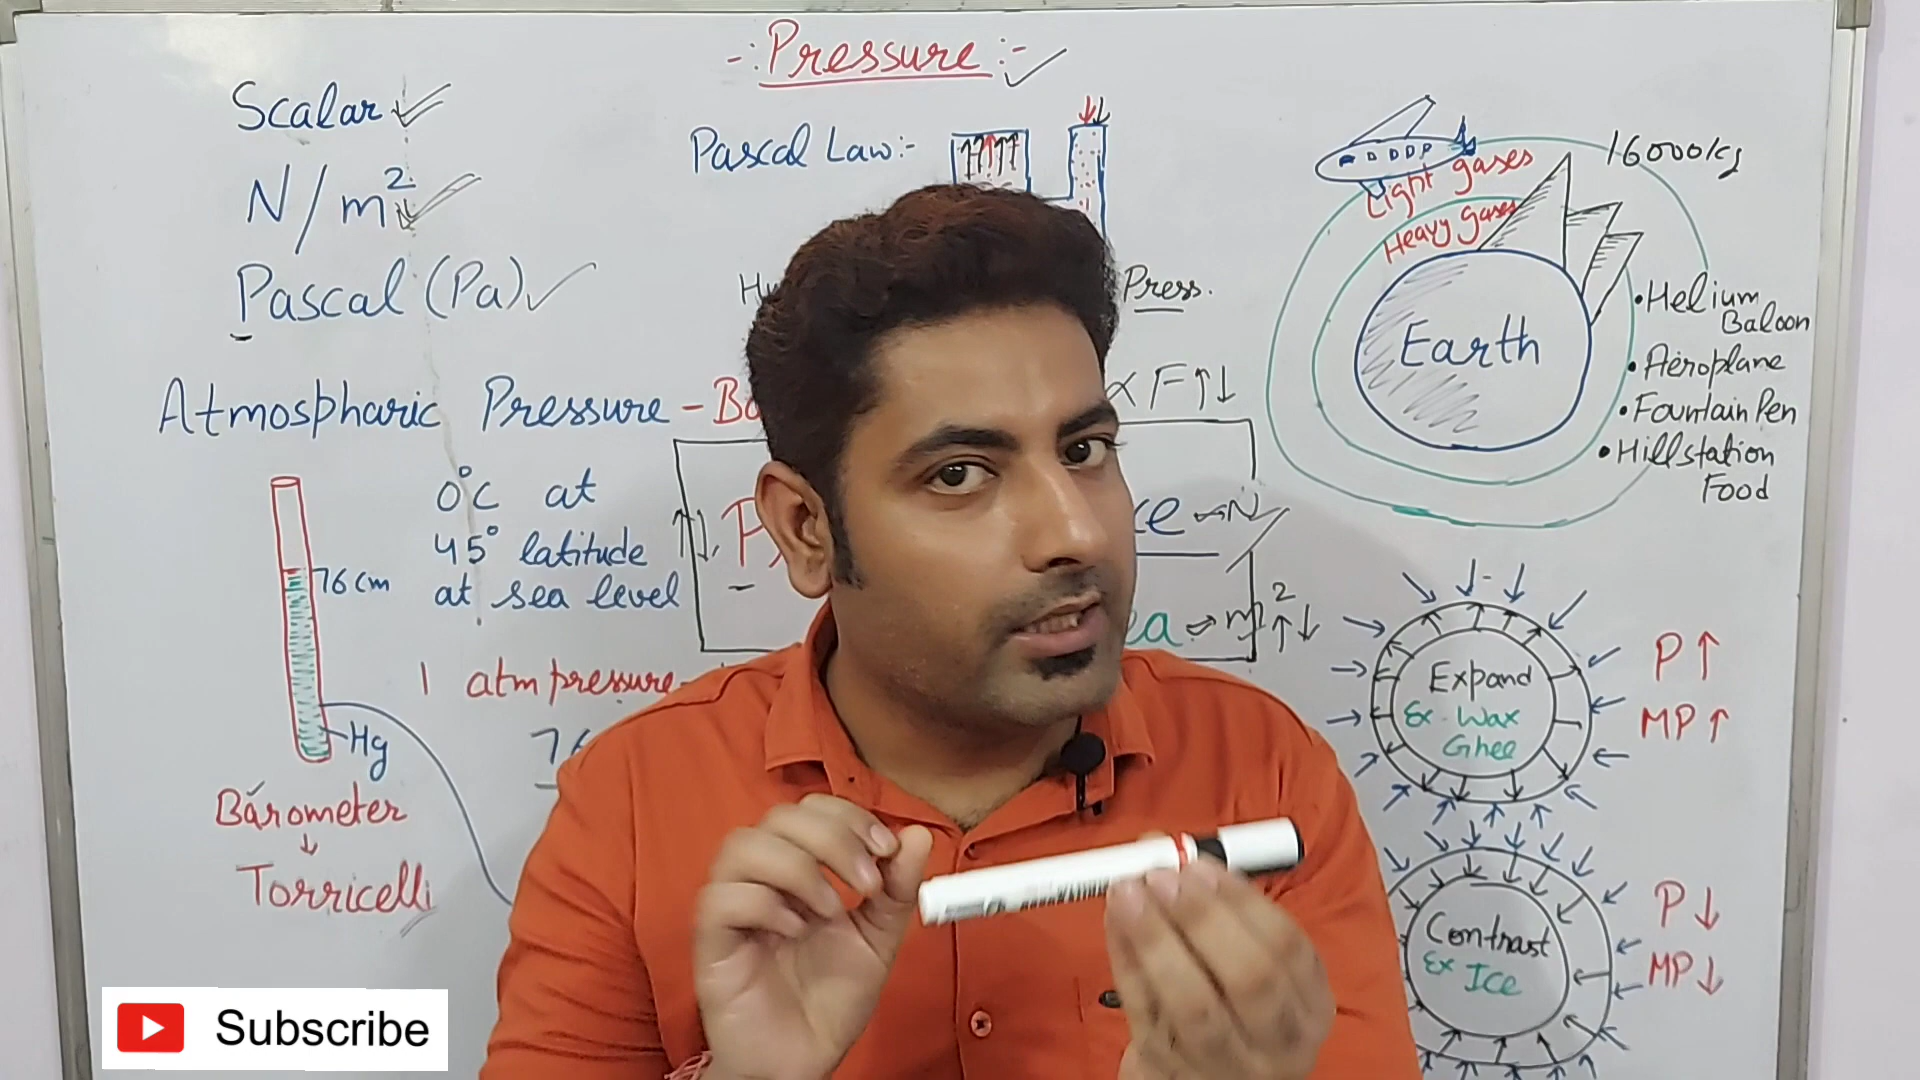 -:Pressure:-
Scalar
N/m²
Pascal (Pa)
Pascal Law:-
Press.
Light gases
Heavy gases
16000kg
Earth
•Helium
Baloon
•Aeroplane
•Fountain Pen
•Hillstation
Food
Atmospharic Pressure -
∝ F↑↓
0°C at
45° latitude
at sea level
76 cm
Hg
N
m² ↑↓
1 atm pressure
Barometer
↓
Torricelli
Expand
Ex- Wax
Ghee
P↑
MP↑
Contrast
Ex Ice
P↓
MP↓
Subscribe